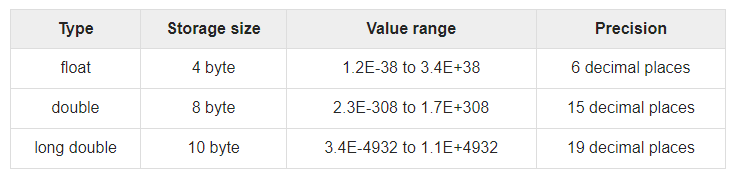 Type Storage size Value range Precision
float 4 byte 1.2E-38 to 3.4E+38 6 decimal places
double 8 byte 2.3E-308 to 1.7E+308 15 decimal places
long double 10 byte 3.4E-4932 to 1.1E+4932 19 decimal places